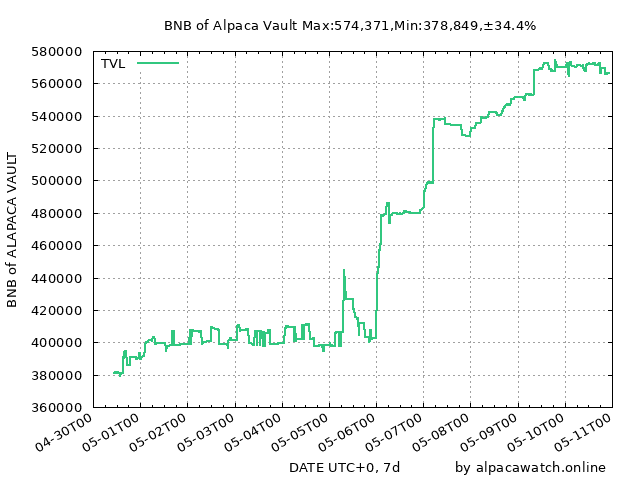 BNB of Alpaca Vault Max:574,371,Min:378,849,±34.4%
TVL
BNB of ALAPACA VAULT
580000
560000
540000
520000
500000
480000
460000
440000
420000
400000
380000
360000
04-30T00
05-01T00
05-02T00
05-03T00
05-04T00
05-05T00
05-06T00
05-07T00
05-08T00
05-09T00
05-10T00
05-11T00
DATE UTC+0, 7d
by alpacawatch.online